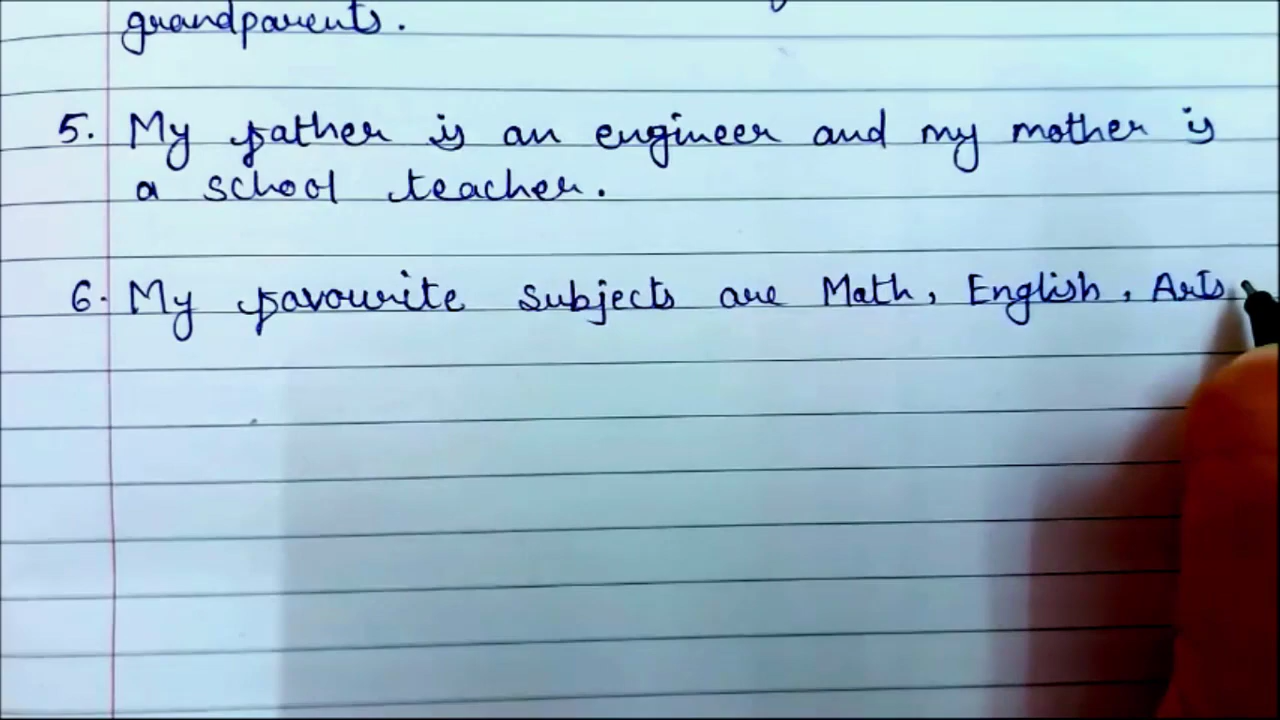 grandparents.
5. My father is an engineer and my mother is
a school teacher.
6. My favourite subjects are Math, English, Arts